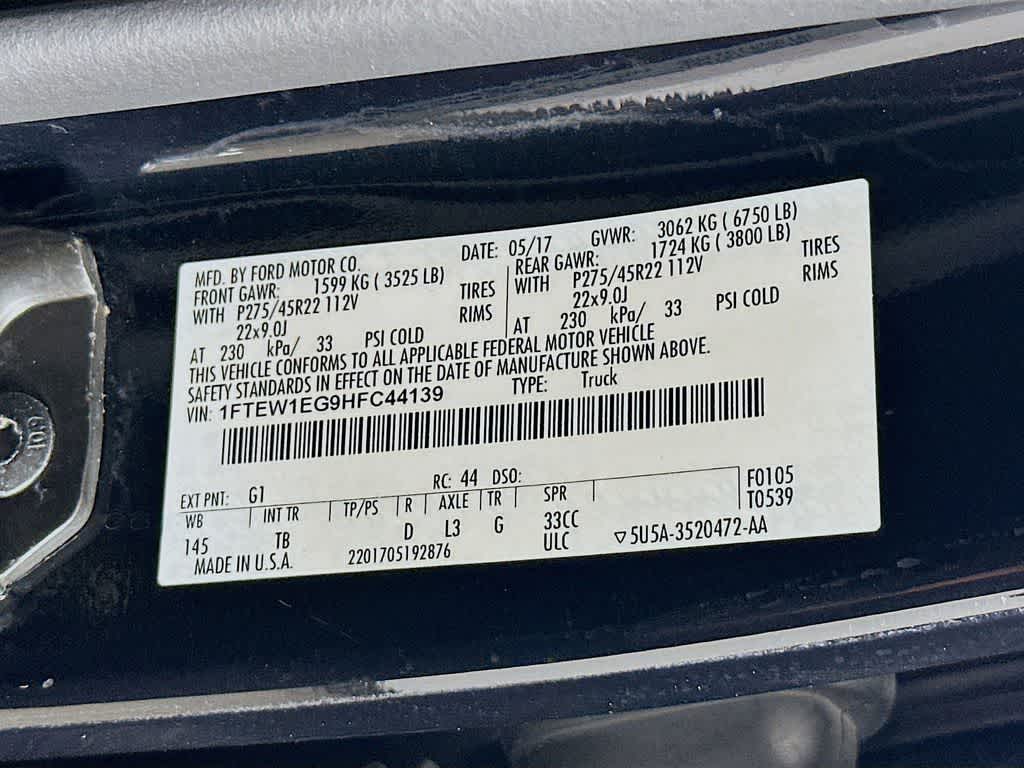 MFD. BY FORD MOTOR CO.
DATE: 05/17 GVWR: 3062 KG ( 6750 LB)
FRONT GAWR: 1599 KG ( 3525 LB)
WITH P275/45R22 112V TIRES
22x9.0J RIMS
AT 230 kPa/ 33 PSI COLD
REAR GAWR: 1724 KG ( 3800 LB)
WITH P275/45R22 112V TIRES
22x9.0J RIMS
AT 230 kPa/ 33 PSI COLD
THIS VEHICLE CONFORMS TO ALL APPLICABLE FEDERAL MOTOR VEHICLE
SAFETY STANDARDS IN EFFECT ON THE DATE OF MANUFACTURE SHOWN ABOVE.
VIN: 1FTEW1EG9HFC44139 TYPE: Truck
EXT PNT: G1 RC: 44 DSO: F0105
WB INT TR TP/PS R AXLE TR SPR T0539
145 TB D L3 G 33CC
ULC ▽5U5A-3520472-AA
MADE IN U.S.A. 2201705192876
109